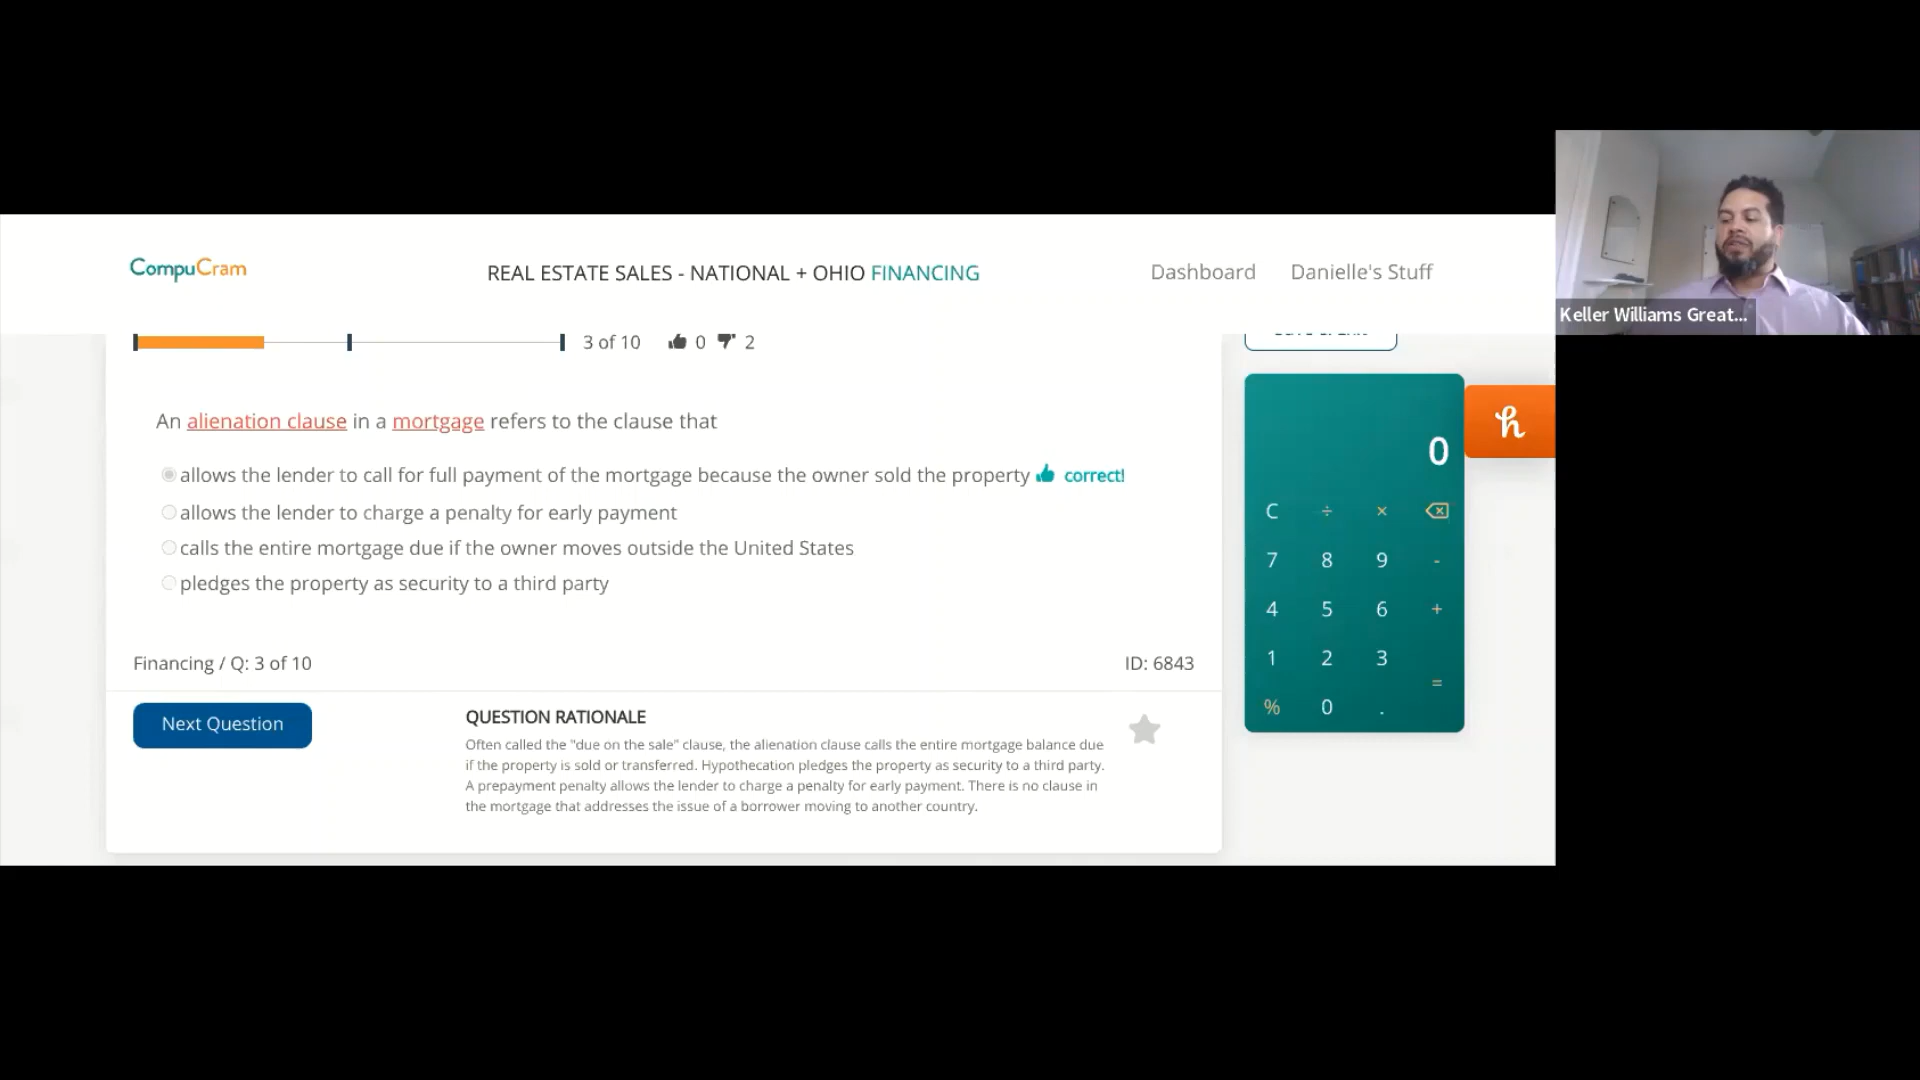 CompuCram
REAL ESTATE SALES - NATIONAL + OHIO FINANCING
Dashboard
Danielle's Stuff
Keller Williams Great...
3 of 10
0
2
An alienation clause in a mortgage refers to the clause that
allows the lender to call for full payment of the mortgage because the owner sold the property correct!
allows the lender to charge a penalty for early payment
calls the entire mortgage due if the owner moves outside the United States
pledges the property as security to a third party
Financing / Q: 3 of 10
ID: 6843
Next Question
QUESTION RATIONALE
Often called the "due on the sale" clause, the alienation clause calls the entire mortgage balance due
if the property is sold or transferred. Hypothecation pledges the property as security to a third party.
A prepayment penalty allows the lender to charge a penalty for early payment. There is no clause in
the mortgage that addresses the issue of a borrower moving to another country.
0
C ÷ ×
7 8 9 -
4 5 6 +
1 2 3
=
% 0 .
h